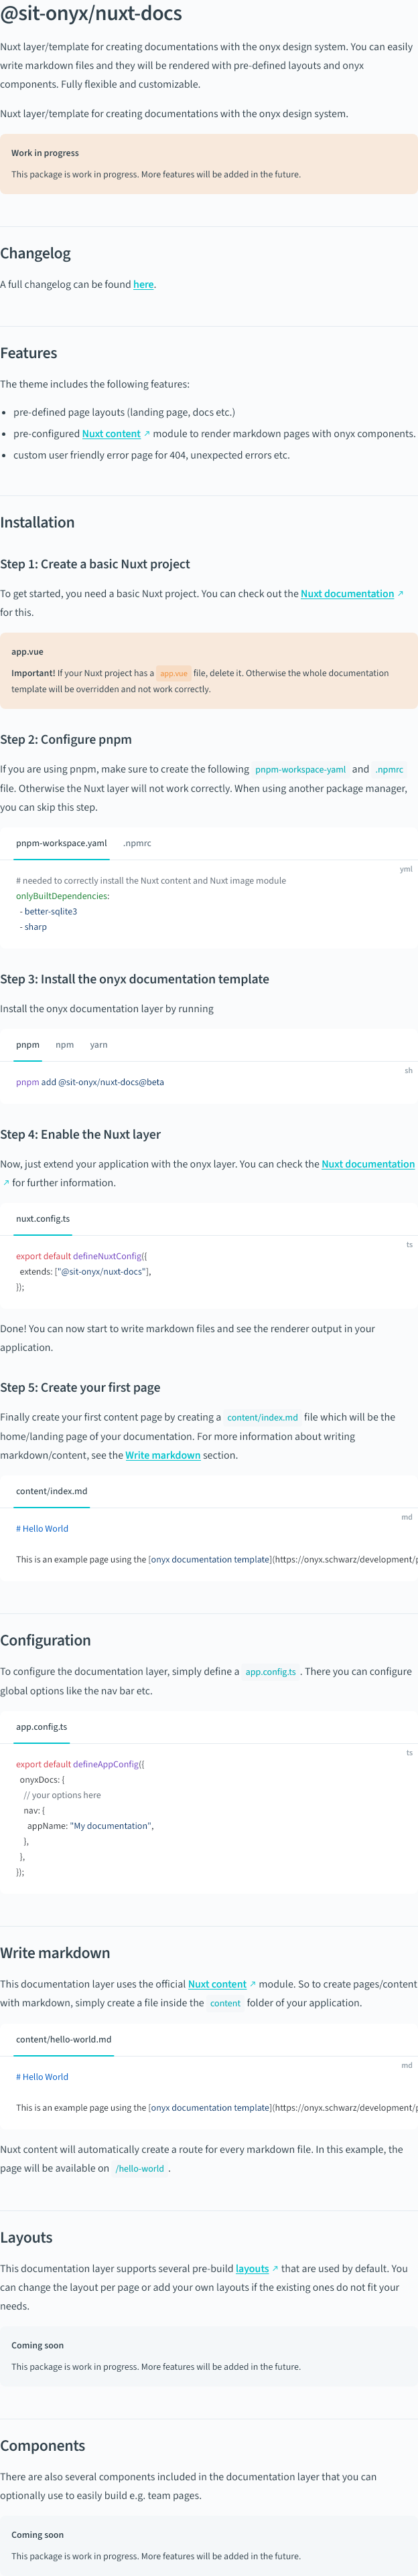 @sit-onyx/nuxt-docs
Nuxt layer/template for creating documentations with the onyx design system. You can easily
write markdown files and they will be rendered with pre-defined layouts and onyx
components. Fully flexible and customizable.
Nuxt layer/template for creating documentations with the onyx design system.
Work in progress
This package is work in progress. More features will be added in the future.
Changelog
A full changelog can be found here.
Features
The theme includes the following features:
• pre-defined page layouts (landing page, docs etc.)
• pre-configured Nuxt content ↗ module to render markdown pages with onyx components.
• custom user friendly error page for 404, unexpected errors etc.
Installation
Step 1: Create a basic Nuxt project
To get started, you need a basic Nuxt project. You can check out the Nuxt documentation ↗
for this.
app.vue
Important! If your Nuxt project has a app.vue file, delete it. Otherwise the whole documentation
template will be overridden and not work correctly.
Step 2: Configure pnpm
If you are using pnpm, make sure to create the following pnpm-workspace-yaml and .npmrc
file. Otherwise the Nuxt layer will not work correctly. When using another package manager,
you can skip this step.
pnpm-workspace.yaml .npmrc
yml
# needed to correctly install the Nuxt content and Nuxt image module
onlyBuiltDependencies:
- better-sqlite3
- sharp
Step 3: Install the onyx documentation template
Install the onyx documentation layer by running
pnpm npm yarn
sh
pnpm add @sit-onyx/nuxt-docs@beta
Step 4: Enable the Nuxt layer
Now, just extend your application with the onyx layer. You can check the Nuxt documentation
↗ for further information.
nuxt.config.ts
ts
export default defineNuxtConfig({
extends: ["@sit-onyx/nuxt-docs"],
});
Done! You can now start to write markdown files and see the renderer output in your
application.
Step 5: Create your first page
Finally create your first content page by creating a content/index.md file which will be the
home/landing page of your documentation. For more information about writing
markdown/content, see the Write markdown section.
content/index.md
md
# Hello World
This is an example page using the [onyx documentation template](https://onyx.schwarz/development/p
Configuration
To configure the documentation layer, simply define a app.config.ts . There you can configure
global options like the nav bar etc.
app.config.ts
ts
export default defineAppConfig({
onyxDocs: {
// your options here
nav: {
appName: "My documentation",
},
},
});
Write markdown
This documentation layer uses the official Nuxt content ↗ module. So to create pages/content
with markdown, simply create a file inside the content folder of your application.
content/hello-world.md
md
# Hello World
This is an example page using the [onyx documentation template](https://onyx.schwarz/development/p
Nuxt content will automatically create a route for every markdown file. In this example, the
page will be available on /hello-world .
Layouts
This documentation layer supports several pre-build layouts ↗ that are used by default. You
can change the layout per page or add your own layouts if the existing ones do not fit your
needs.
Coming soon
This package is work in progress. More features will be added in the future.
Components
There are also several components included in the documentation layer that you can
optionally use to easily build e.g. team pages.
Coming soon
This package is work in progress. More features will be added in the future.